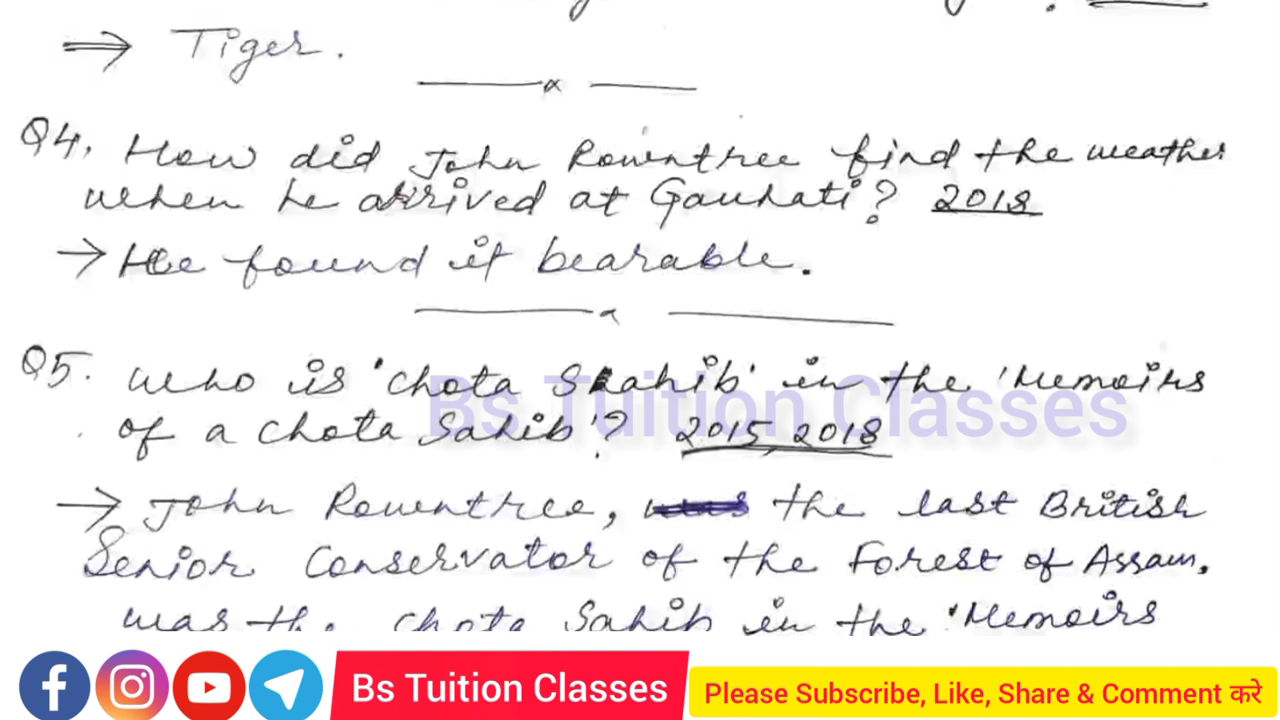 ⇒ Tiger.
Q4. How did John Rowntree find the weather
when he arrived at Gauhati? 2018
→ He found it bearable.
Q5. Who is 'chota Sahib' in the 'Memoirs
of a chota Sahib'? 2015, 2018
→ John Rowntree, the last British
Senior Conservator of the Forest of Assam,
was the chota Sahib in the 'Memoirs
Bs Tuition Classes
Bs Tuition Classes
Please Subscribe, Like, Share & Comment करे